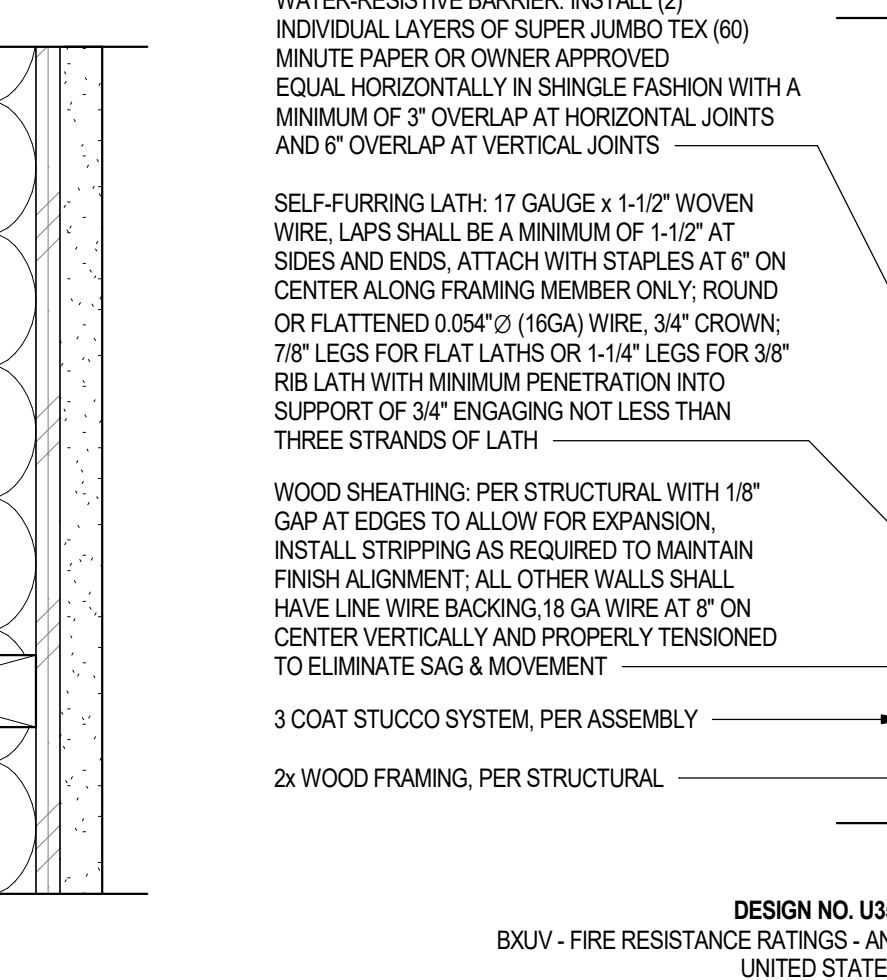 WATER-RESISTIVE BARRIER: INSTALL (2)
INDIVIDUAL LAYERS OF SUPER JUMBO TEX (60)
MINUTE PAPER OR OWNER APPROVED
EQUAL HORIZONTALLY IN SHINGLE FASHION WITH A
MINIMUM OF 3" OVERLAP AT HORIZONTAL JOINTS
AND 6" OVERLAP AT VERTICAL JOINTS
SELF-FURRING LATH: 17 GAUGE x 1-1/2" WOVEN
WIRE, LAPS SHALL BE A MINIMUM OF 1-1/2" AT
SIDES AND ENDS, ATTACH WITH STAPLES AT 6" ON
CENTER ALONG FRAMING MEMBER ONLY; ROUND
OR FLATTENED 0.054"∅ (16GA) WIRE, 3/4" CROWN;
7/8" LEGS FOR FLAT LATHS OR 1-1/4" LEGS FOR 3/8"
RIB LATH WITH MINIMUM PENETRATION INTO
SUPPORT OF 3/4" ENGAGING NOT LESS THAN
THREE STRANDS OF LATH
WOOD SHEATHING: PER STRUCTURAL WITH 1/8"
GAP AT EDGES TO ALLOW FOR EXPANSION,
INSTALL STRIPPING AS REQUIRED TO MAINTAIN
FINISH ALIGNMENT; ALL OTHER WALLS SHALL
HAVE LINE WIRE BACKING,18 GA WIRE AT 8" ON
CENTER VERTICALLY AND PROPERLY TENSIONED
TO ELIMINATE SAG & MOVEMENT
3 COAT STUCCO SYSTEM, PER ASSEMBLY
2x WOOD FRAMING, PER STRUCTURAL
DESIGN NO.
BXUV - FIRE RESISTANCE RATINGS -
UNITED